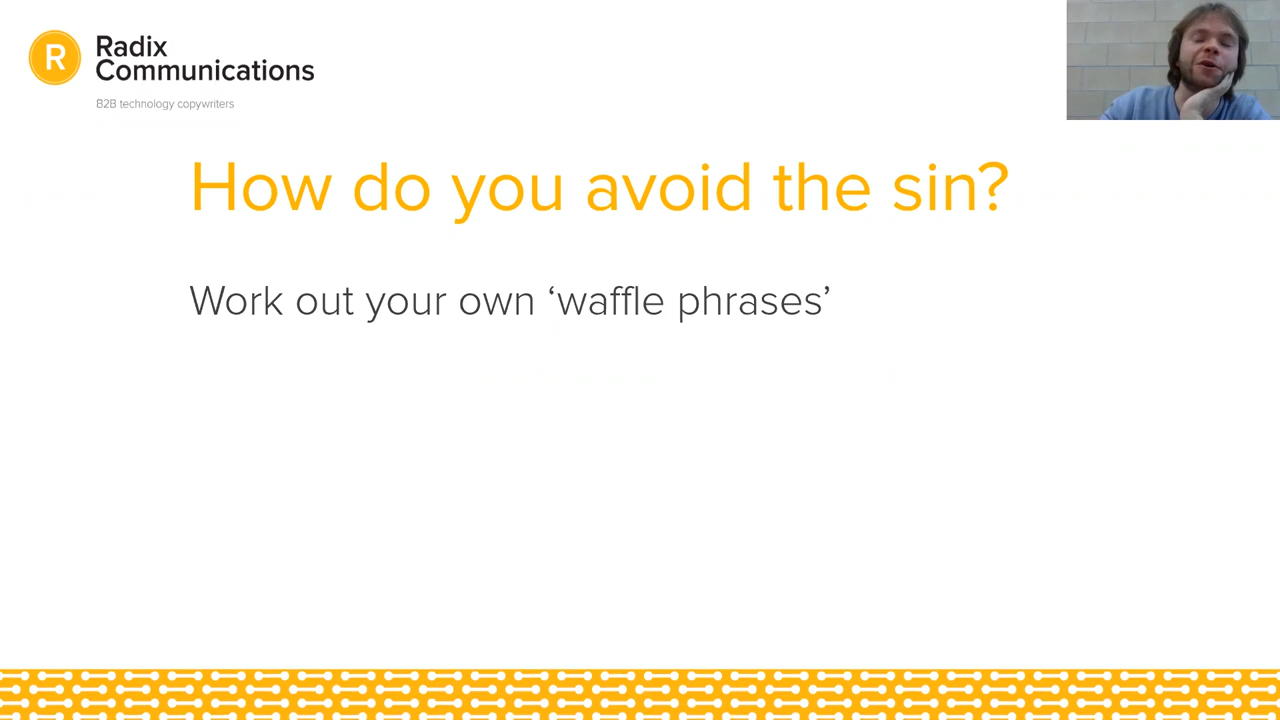 R
Radix
Communications
B2B technology copywriters
How do you avoid the sin?
Work out your own ‘waffle phrases’